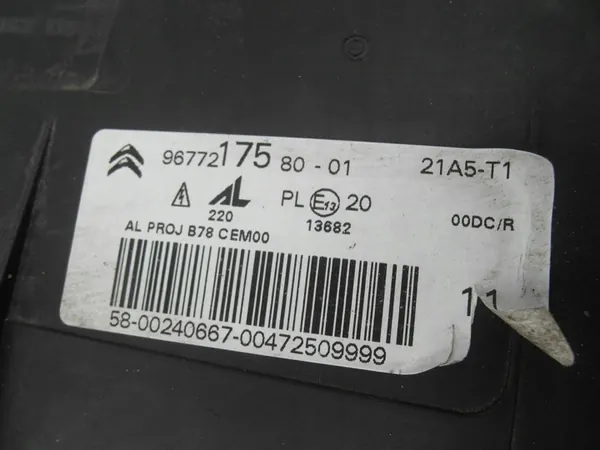 96772175 80-01 21A5-T1
AL PL E13 20
220 13682 00DC/R
AL PROJ B78 CEM00
58-00240667-00472509999